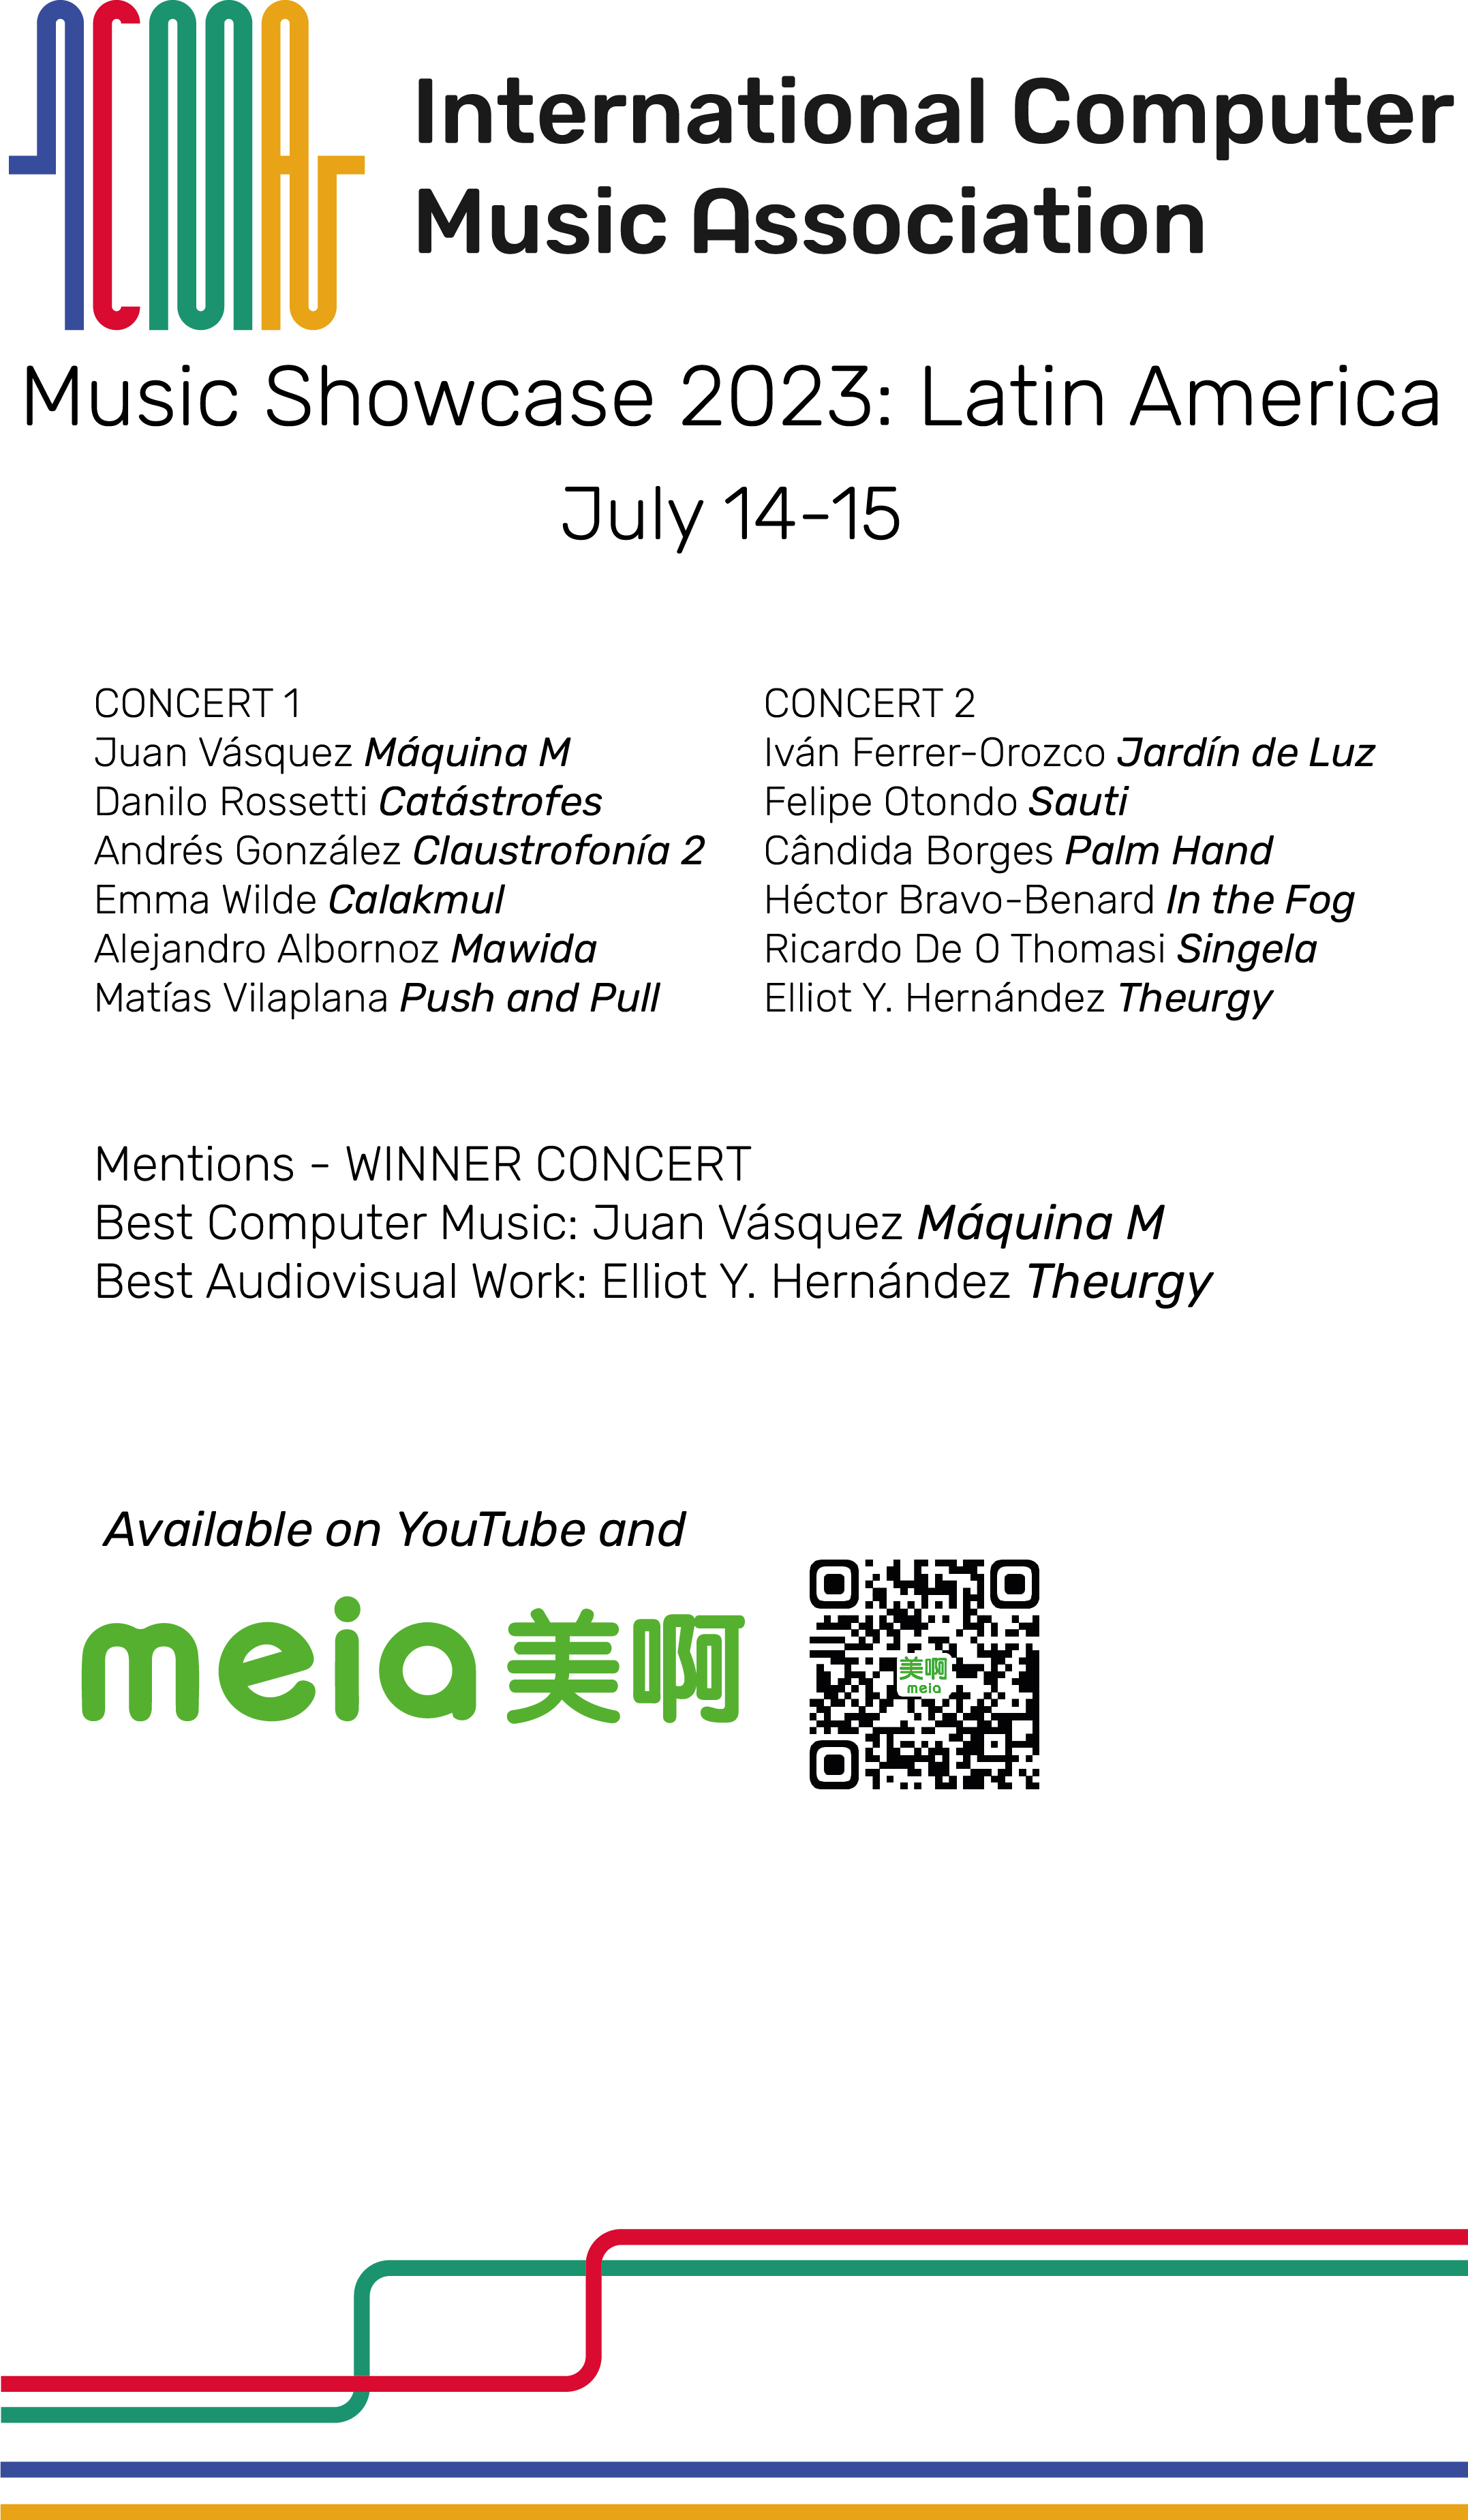 ICMA
International Computer
Music Association
Music Showcase 2023: Latin America
July 14-15
CONCERT 1
Juan Vásquez Máquina M
Danilo Rossetti Catástrofes
Andrés González Claustrofonía 2
Emma Wilde Calakmul
Alejandro Albornoz Mawida
Matías Vilaplana Push and Pull
CONCERT 2
Iván Ferrer-Orozco Jardín de Luz
Felipe Otondo Sauti
Cândida Borges Palm Hand
Héctor Bravo-Benard In the Fog
Ricardo De O Thomasi Singela
Elliot Y. Hernández Theurgy
Mentions - WINNER CONCERT
Best Computer Music: Juan Vásquez Máquina M
Best Audiovisual Work: Elliot Y. Hernández Theurgy
Available on YouTube and
meia 美啊
美啊
meia